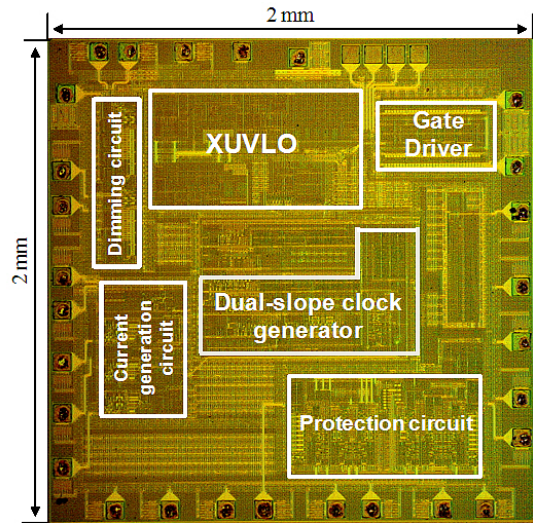 2 mm
2 mm
XUVLO
Gate
Driver
Dimming circuit
Dual-slope clock
generator
Current
generation
circuit
Protection circuit